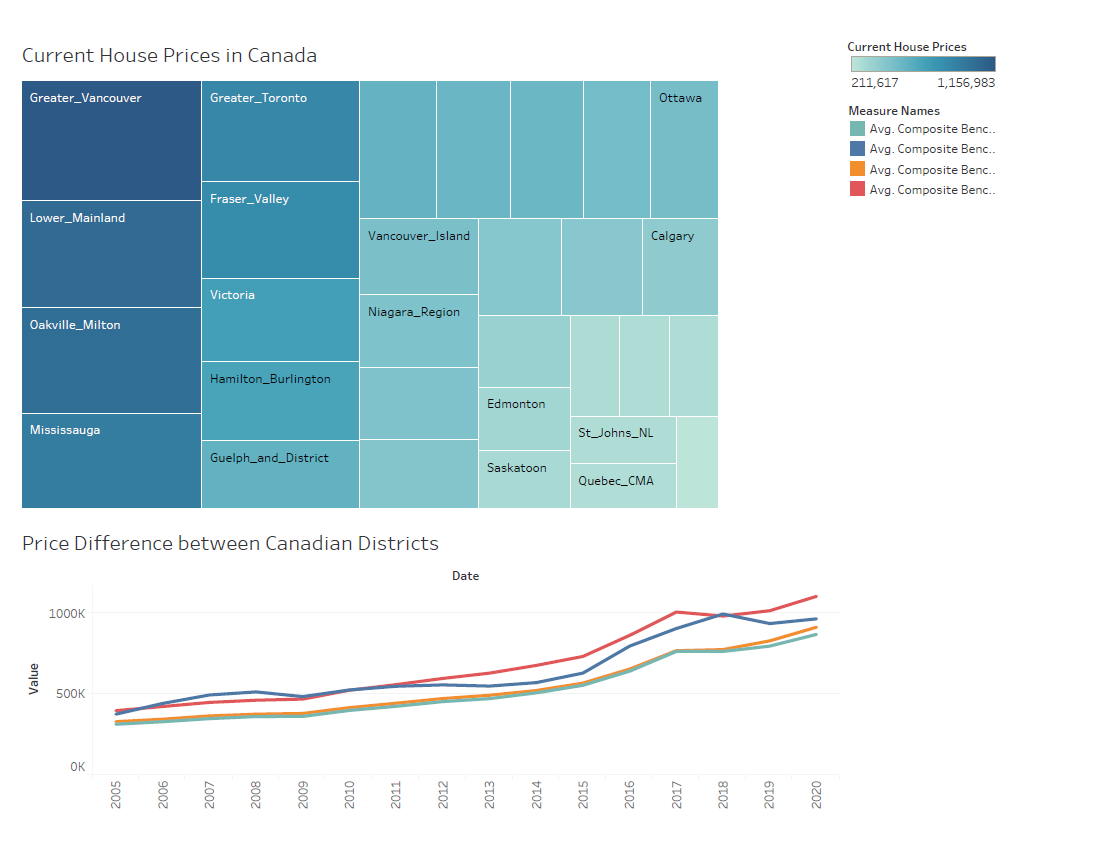 Current House Prices in Canada
Greater_Vancouver
Lower_Mainland
Oakville_Milton
Mississauga
Greater_Toronto
Fraser_Valley
Victoria
Hamilton_Burlington
Guelph_and_District
Ottawa
Vancouver_Island
Niagara_Region
Calgary
Edmonton
Saskatoon
St_Johns_NL
Quebec_CMA
Current House Prices
211,617 1,156,983
Measure Names
Avg. Composite Benc..
Avg. Composite Benc..
Avg. Composite Benc..
Avg. Composite Benc..
Price Difference between Canadian Districts
Date
Value
1000K
500K
0K
2005 2006 2007 2008 2009 2010 2011 2012 2013 2014 2015 2016 2017 2018 2019 2020